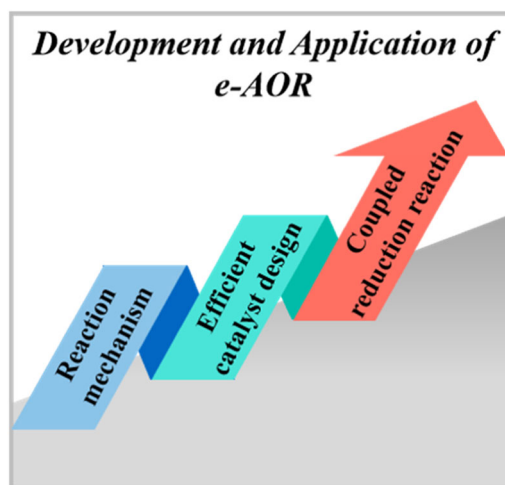 Development and Application of
e-AOR
Reaction
mechanism
Efficient
catalyst design
Coupled
reduction reaction